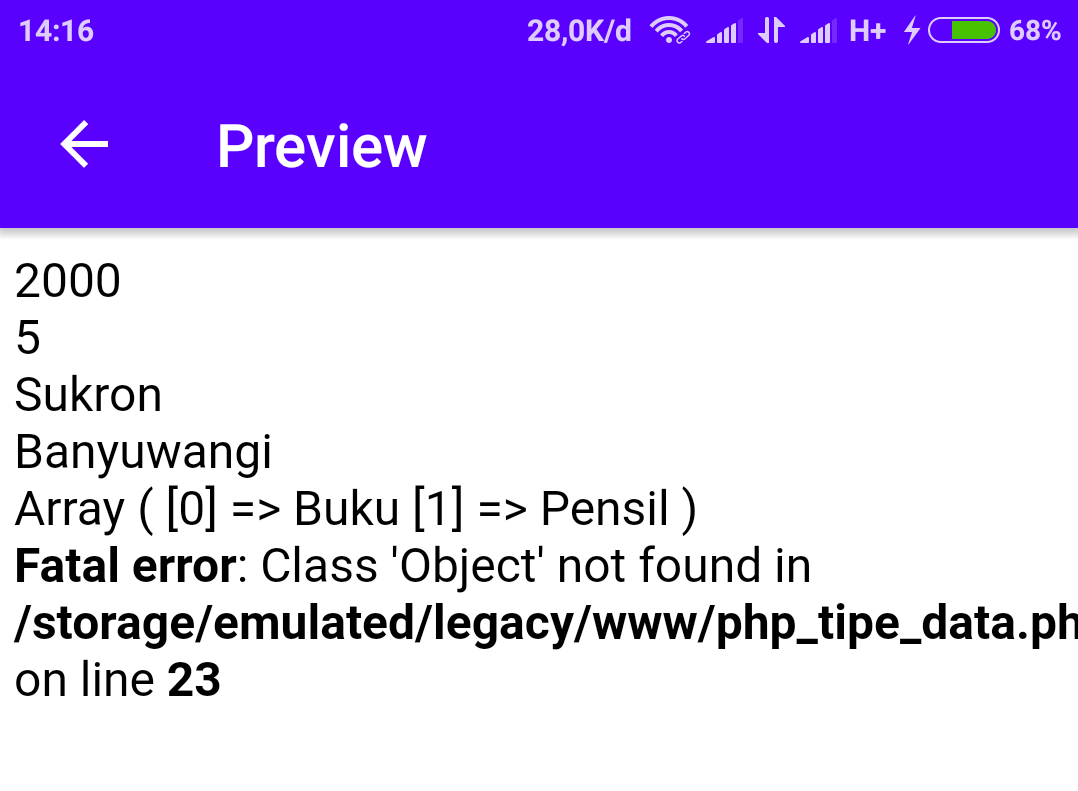 14:16 28,0K/d H+ 68%
Preview
2000
5
Sukron
Banyuwangi
Array ( [0] => Buku [1] => Pensil )
Fatal error: Class 'Object' not found in
/storage/emulated/legacy/www/php_tipe_data.ph
on line 23